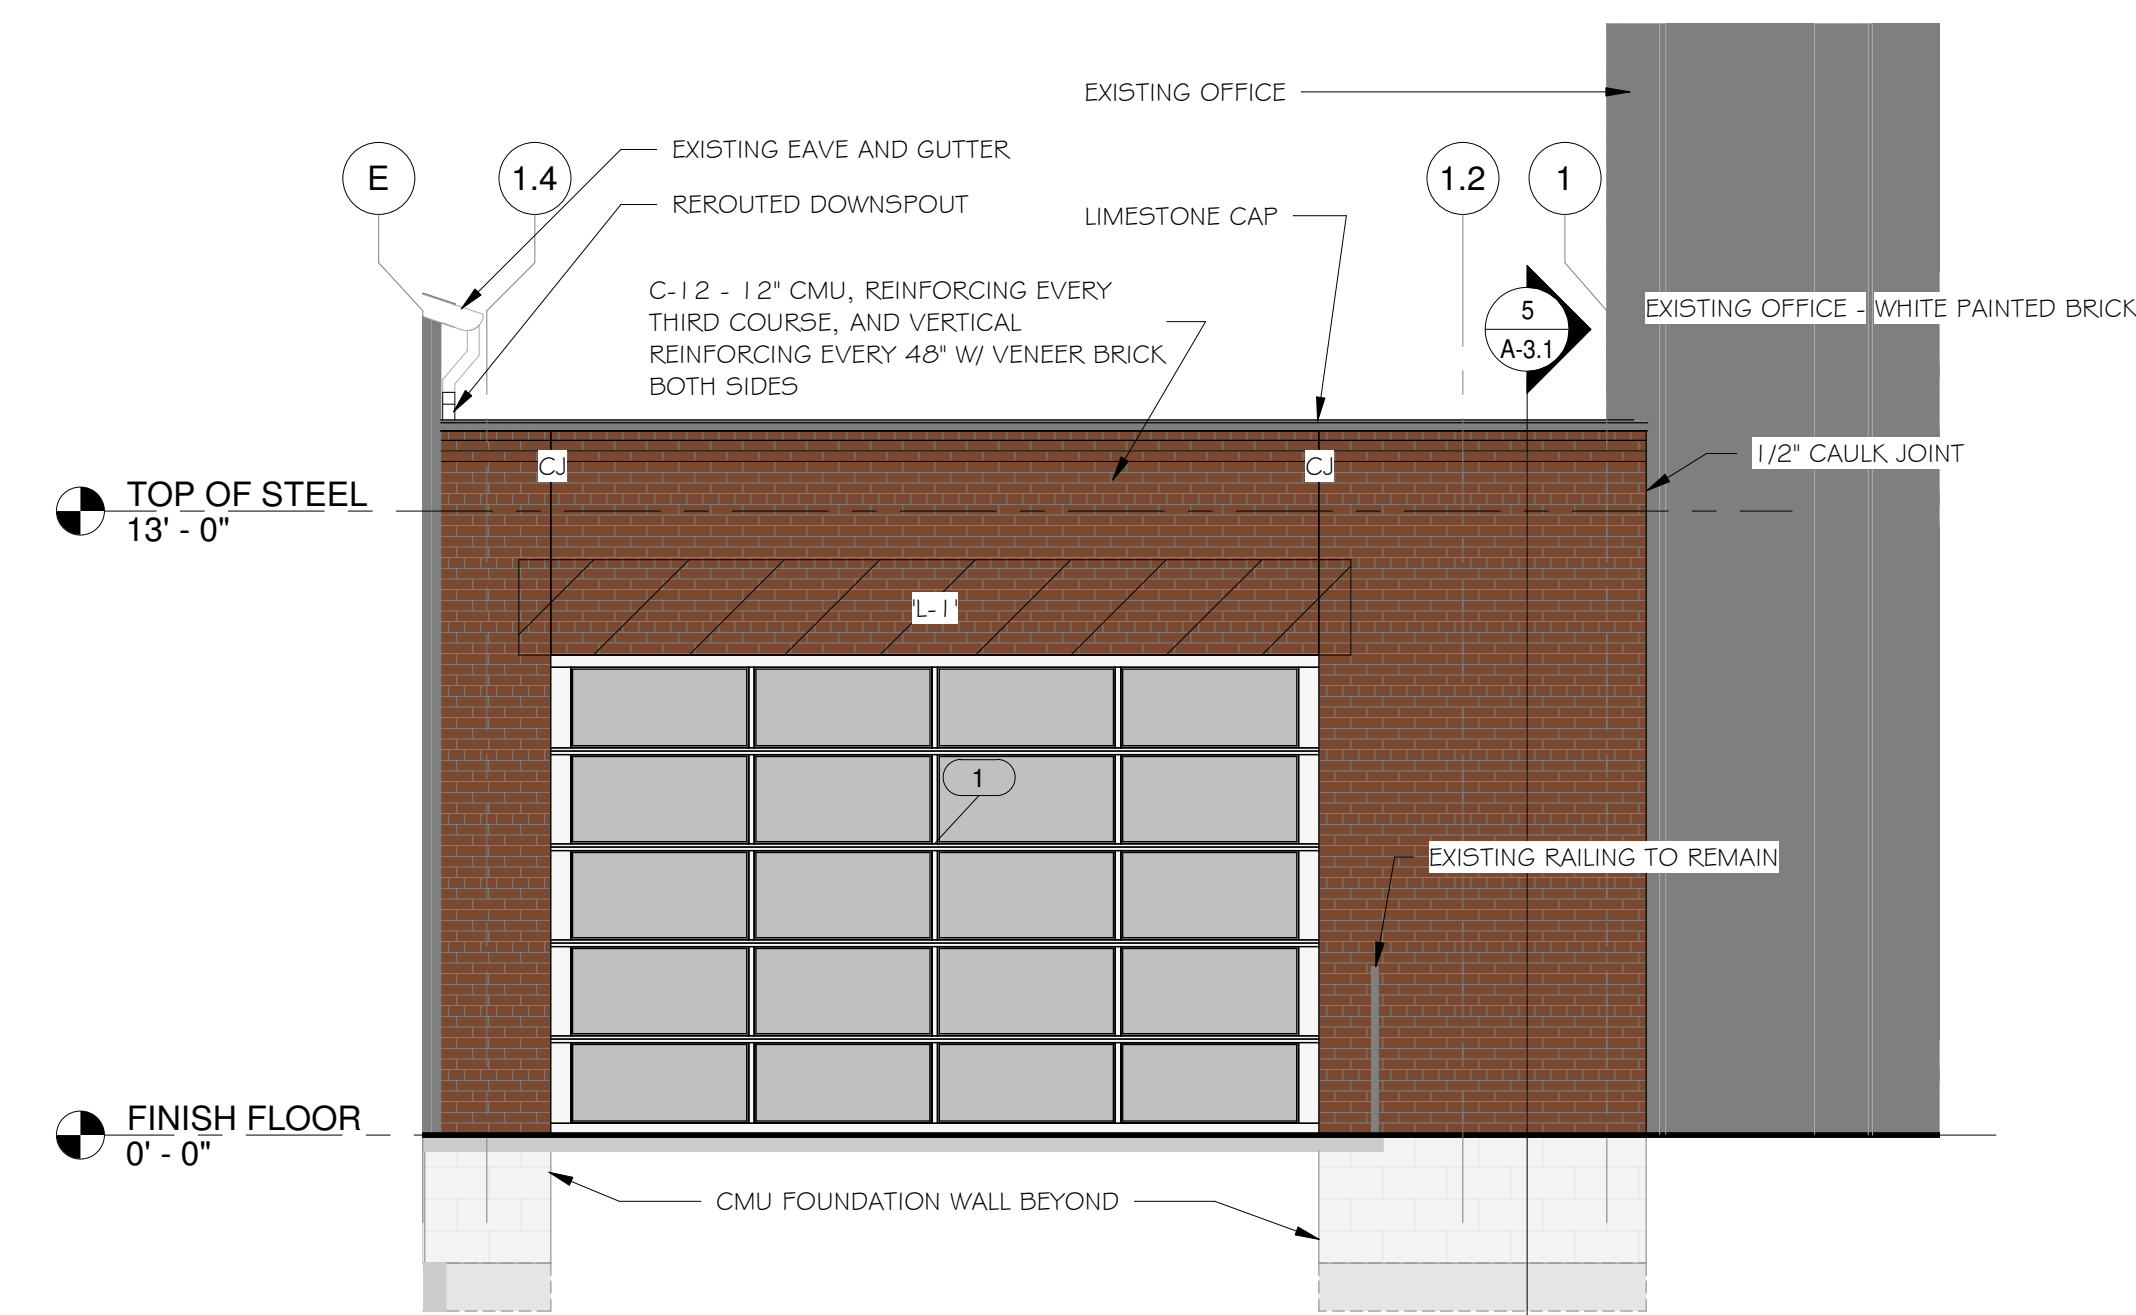 EXISTING OFFICE
EXISTING EAVE AND GUTTER
E
1.4
1.2
1
REROUTED DOWNSPOUT
LIMESTONE CAP
C-12 - 12" CMU, REINFORCING EVERY
THIRD COURSE, AND VERTICAL
REINFORCING EVERY 48" W/ VENEER BRICK
BOTH SIDES
5
A-3.1
EXISTING OFFICE - WHITE PAINTED BRICK
CJ
CJ
1/2" CAULK JOINT
TOP OF STEEL
13' - 0"
'L-1'
1
EXISTING RAILING TO REMAIN
FINISH FLOOR
0' - 0"
CMU FOUNDATION WALL BEYOND